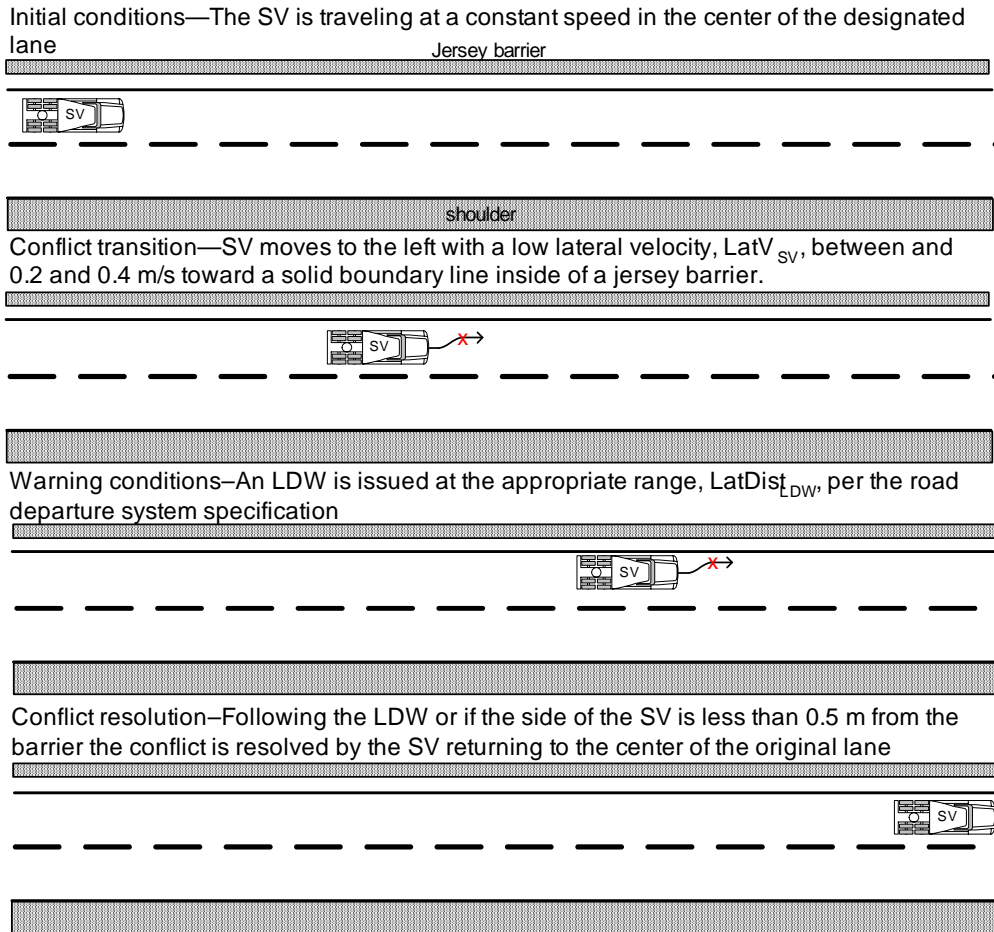 Initial conditions—The SV is traveling at a constant speed in the center of the designated
lane
Jersey barrier
SV
shoulder
Conflict transition—SV moves to the left with a low lateral velocity, LatV SV, between and
0.2 and 0.4 m/s toward a solid boundary line inside of a jersey barrier.
SV
x
Warning conditions–An LDW is issued at the appropriate range, LatDistLDW, per the road
departure system specification
SV
x
Conflict resolution–Following the LDW or if the side of the SV is less than 0.5 m from the
barrier the conflict is resolved by the SV returning to the center of the original lane
SV